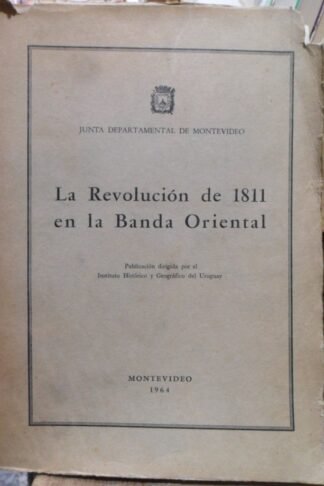 JUNTA DEPARTAMENTAL DE MONTEVIDEO
La Revolución de 1811
en la Banda Oriental
Publicación dirigida por el
Instituto Histórico y Geográfico del Uruguay
MONTEVIDEO
1964